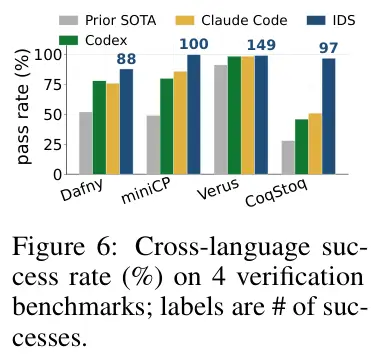 Prior SOTA Claude Code IDS
Codex
pass rate (%)
100
75
50
25
0
88
100
149
97
Dafny miniCP Verus CoqStoq
Figure 6: Cross-language suc-
cess rate (%) on 4 verification
benchmarks; labels are # of suc-
cesses.